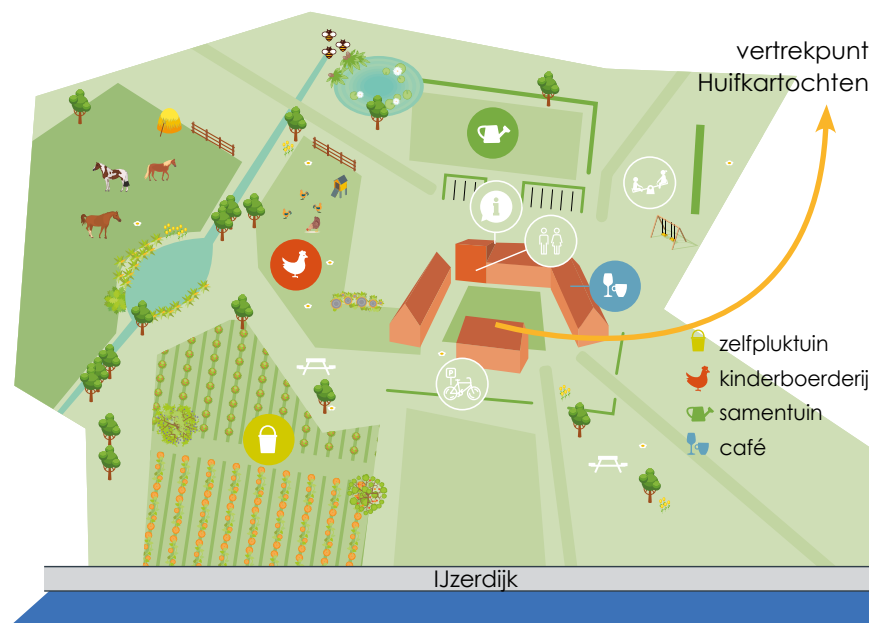 vertrekpunt
Huifkartochten
i
P
zelfpluktuin
kinderboerderij
samentuin
café
IJzerdijk